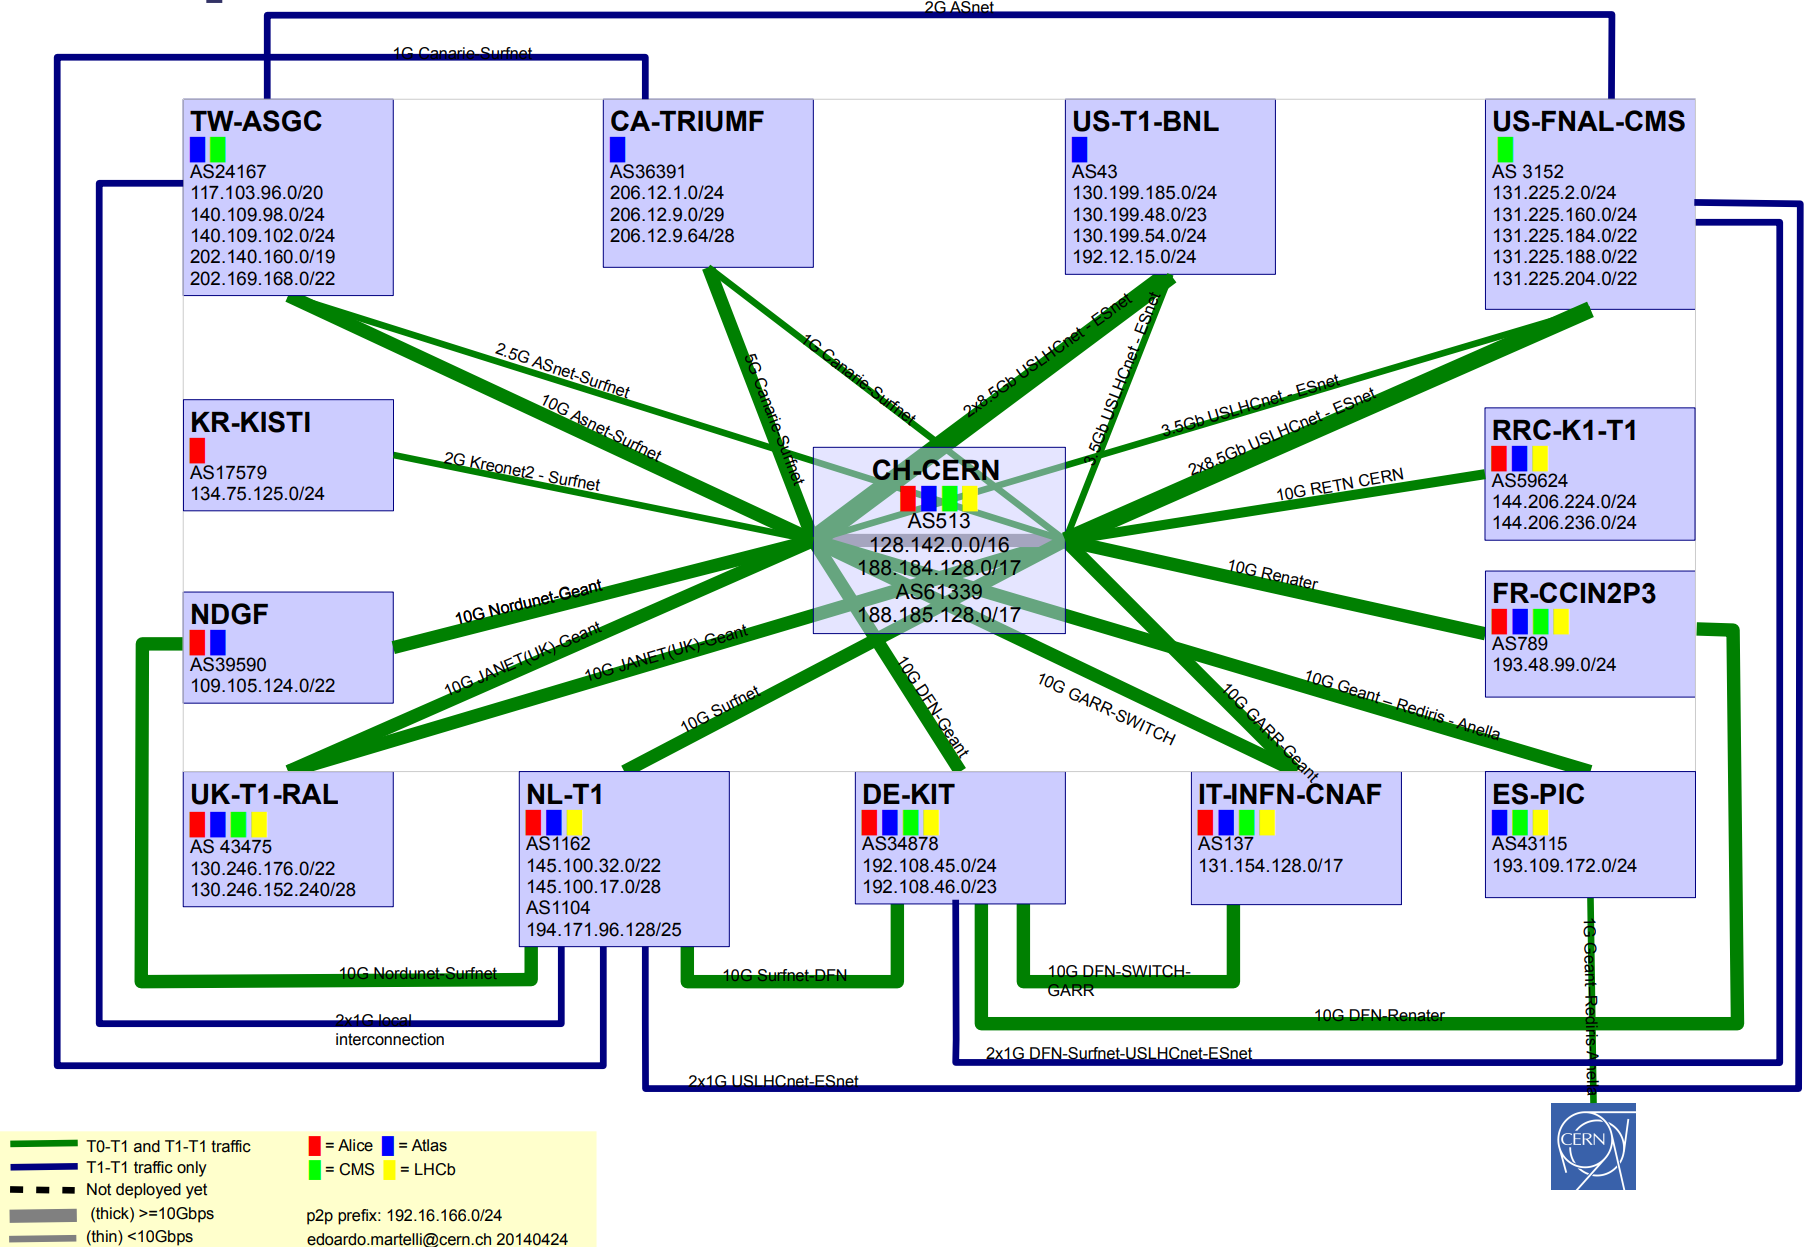 2G ASnet
1G Canarie-Surfnet
TW-ASGC
AS24167
117.103.96.0/20
140.109.98.0/24
140.109.102.0/24
202.140.160.0/19
202.169.168.0/22
CA-TRIUMF
AS36391
206.12.1.0/24
206.12.9.0/29
206.12.9.64/28
US-T1-BNL
AS43
130.199.185.0/24
130.199.48.0/23
130.199.54.0/24
192.12.15.0/24
US-FNAL-CMS
AS 3152
131.225.2.0/24
131.225.160.0/24
131.225.184.0/22
131.225.188.0/22
131.225.204.0/22
2.5G ASnet-Surfnet
10G Asnet-Surfnet
5G Canarie-Surfnet
1G Canarie-Surfnet
2x8.5Gb USLHCnet - ESnet
3.5Gb USLHCnet - ESnet
3.5Gb USLHCnet - ESnet
2x8.5Gb USLHCnet - ESnet
KR-KISTI
AS17579
134.75.125.0/24
2G Kreonet2 - Surfnet
CH-CERN
AS513
128.142.0.0/16
188.184.128.0/17
AS61339
188.185.128.0/17
10G RETN CERN
RRC-K1-T1
AS59624
144.206.224.0/24
144.206.236.0/24
NDGF
AS39590
109.105.124.0/22
10G Nordunet-Geant
10G JANET(UK)-Geant
10G JANET(UK)-Geant
10G Surfnet
10G DFN-Geant
10G GARR-SWITCH
10G GARR-Geant
10G Geant – Rediris - Anella
10G Renater
FR-CCIN2P3
AS789
193.48.99.0/24
UK-T1-RAL
AS 43475
130.246.176.0/22
130.246.152.240/28
NL-T1
AS1162
145.100.32.0/22
145.100.17.0/28
AS1104
194.171.96.128/25
DE-KIT
AS34878
192.108.45.0/24
192.108.46.0/23
IT-INFN-CNAF
AS137
131.154.128.0/17
ES-PIC
AS43115
193.109.172.0/24
10G Nordunet-Surfnet
10G Surfnet-DFN
10G DFN-SWITCH-
GARR
1G Geant-Rediris-Anella
10G DFN-Renater
2x1G local
interconnection
2x1G DFN-Surfnet-USLHCnet-ESnet
2x1G USLHCnet-ESnet
CERN
T0-T1 and T1-T1 traffic
T1-T1 traffic only
Not deployed yet
(thick) >=10Gbps
(thin) <10Gbps
= Alice = Atlas
= CMS = LHCb
p2p prefix: 192.16.166.0/24
edoardo.martelli@cern.ch 20140424